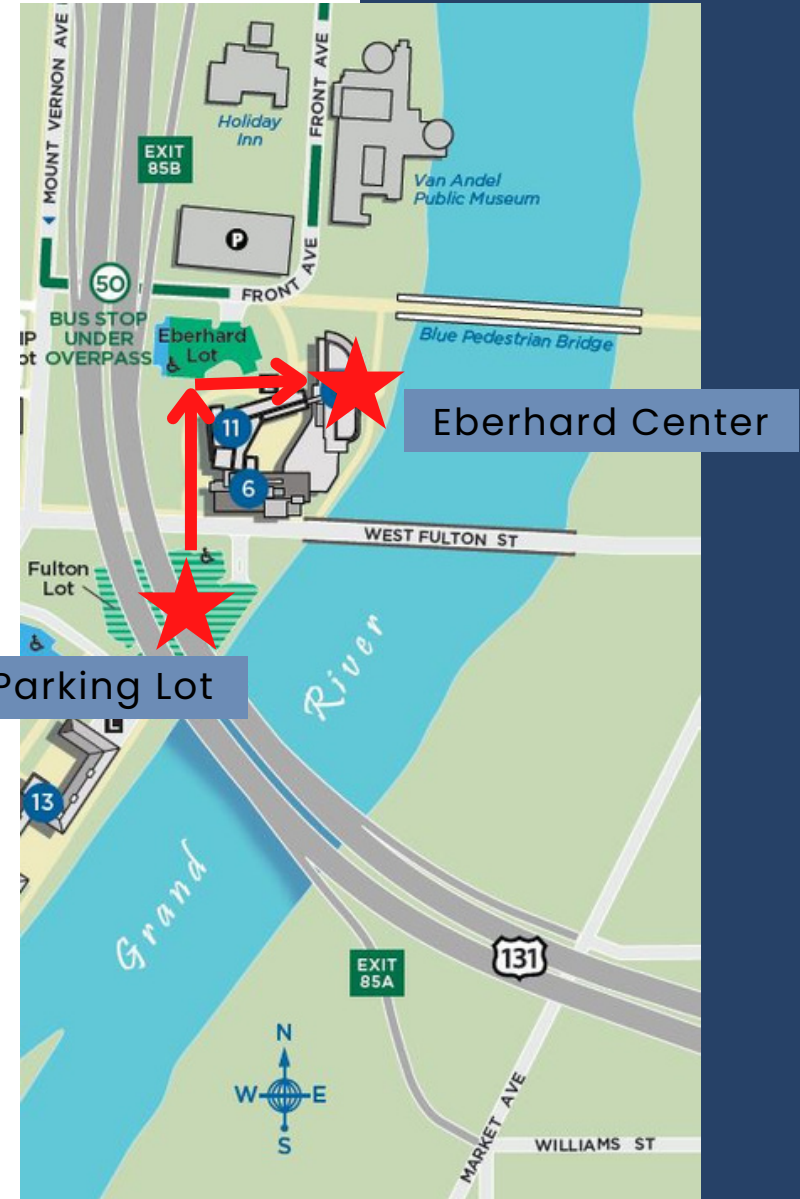 MOUNT VERNON AVE
FRONT AVE
Holiday
Inn
EXIT
85B
Van Andel
Public Museum
P
FRONT AVE
50
BUS STOP
UNDER
OVERPASS
Eberhard
Lot
Blue Pedestrian Bridge
ot
Eberhard Center
11
6
WEST FULTON ST
Fulton
Lot
River
Parking Lot
L
13
Grand
131
EXIT
85A
N
W E
S
MARKET AVE
WILLIAMS ST